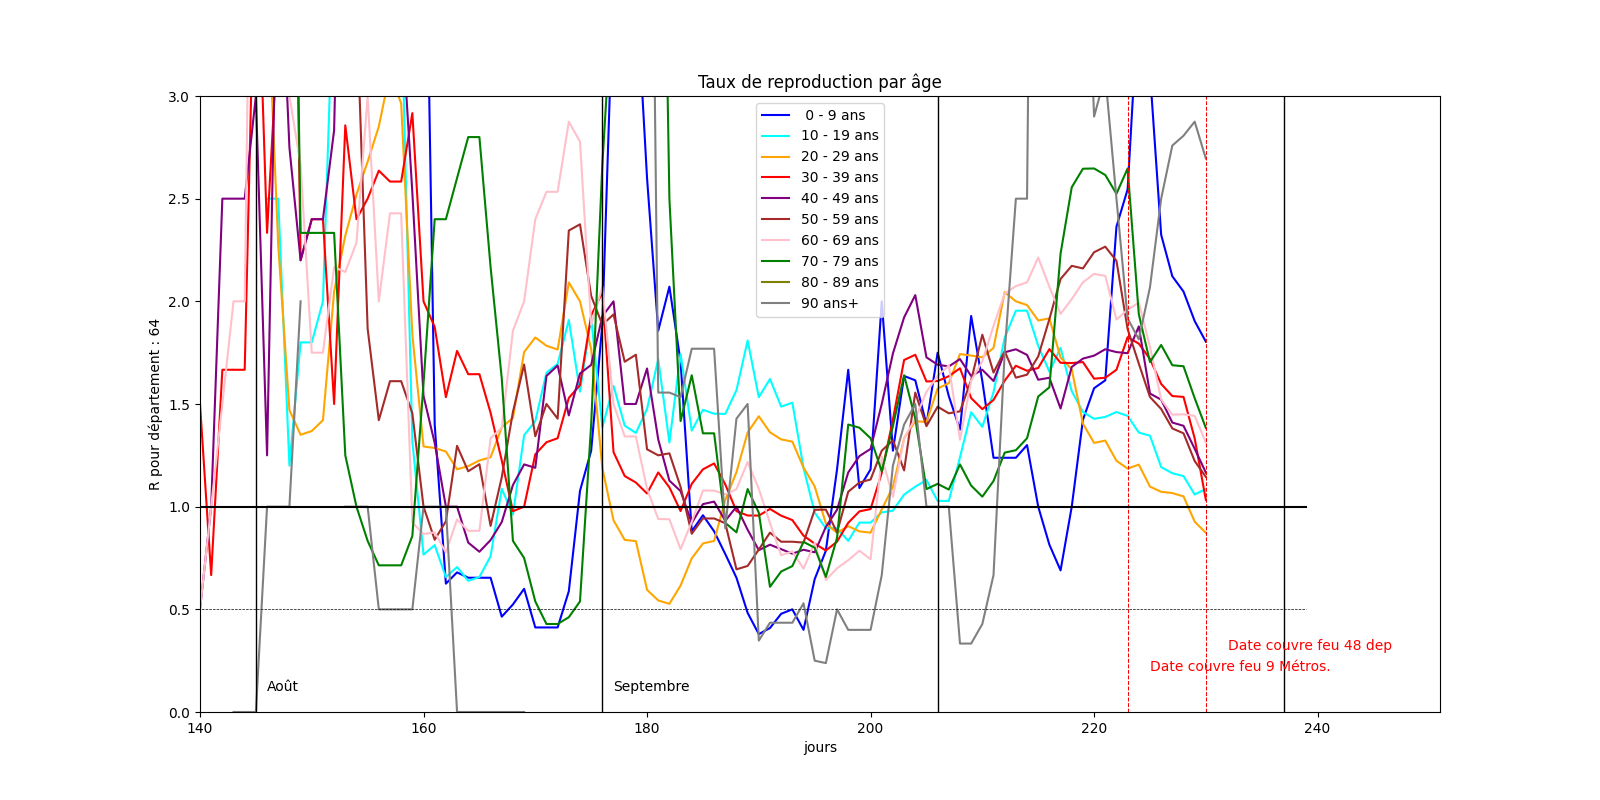 Taux de reproduction par âge
3.0
2.5
2.0
1.5
1.0
0.5
0.0
R pour département : 64
0 - 9 ans
10 - 19 ans
20 - 29 ans
30 - 39 ans
40 - 49 ans
50 - 59 ans
60 - 69 ans
70 - 79 ans
80 - 89 ans
90 ans+
Date couvre feu 48 dep
Date couvre feu 9 Métros.
Août
Septembre
140
160
180
200
220
240
jours